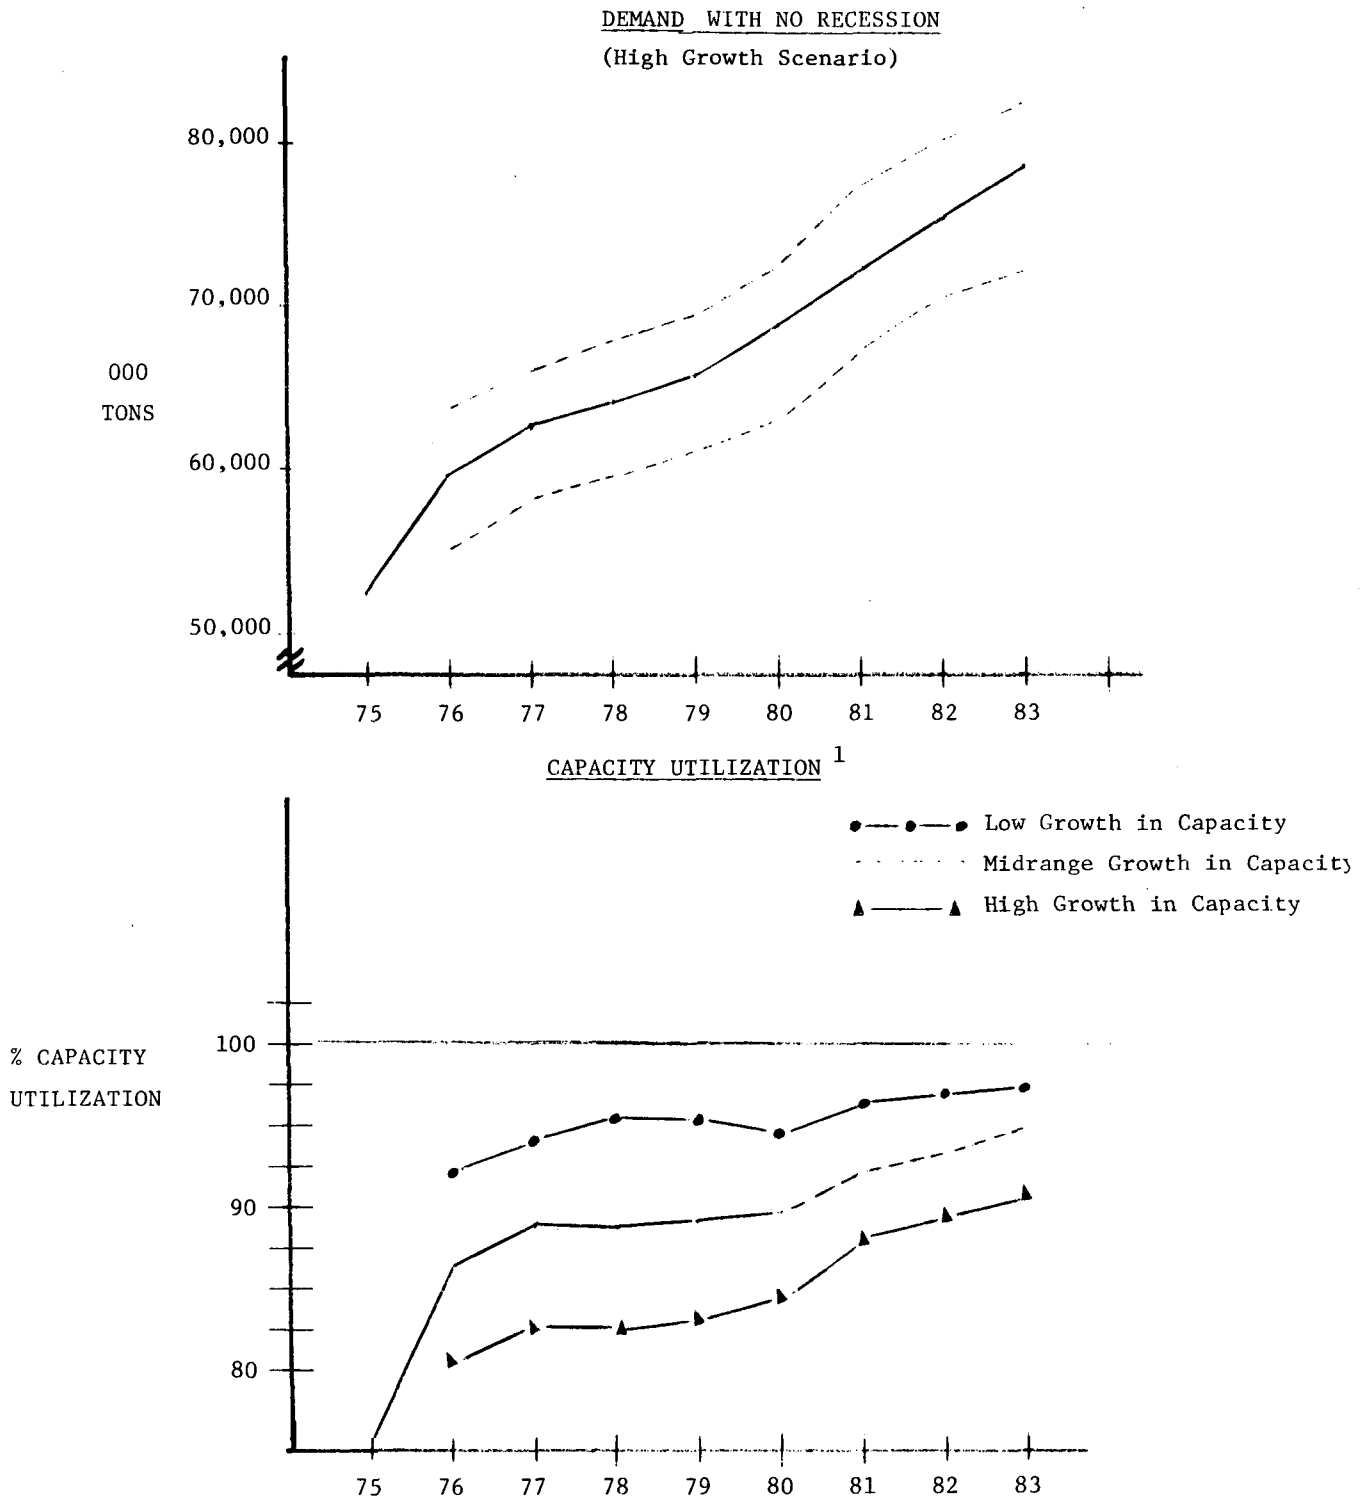 DEMAND WITH NO RECESSION
(High Growth Scenario)
80,000
70,000
000
TONS
60,000
50,000
75 76 77 78 79 80 81 82 83
CAPACITY UTILIZATION 1
Low Growth in Capacity
Midrange Growth in Capacity
High Growth in Capacity
100
% CAPACITY
UTILIZATION
90
80
75 76 77 78 79 80 81 82 83